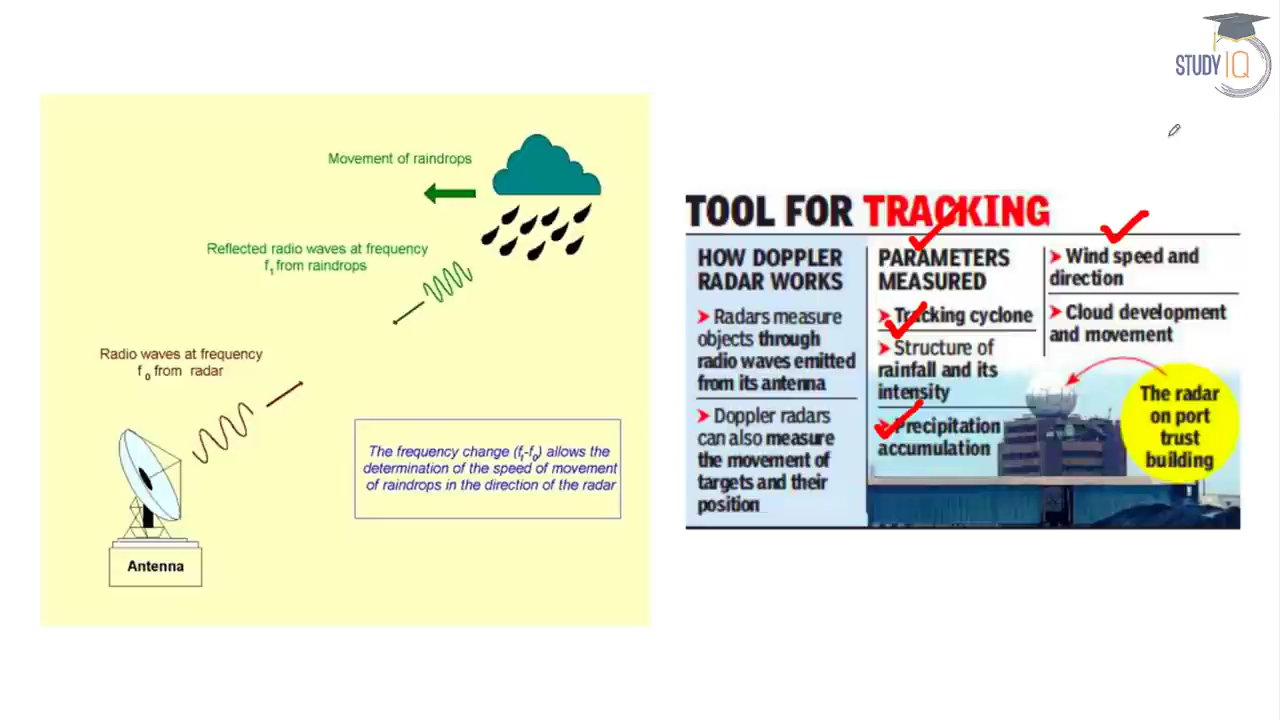 STUDY IQ
Movement of raindrops
Reflected radio waves at frequency
f1 from raindrops
Radio waves at frequency
f0 from radar
The frequency change (f1-f0) allows the
determination of the speed of movement
of raindrops in the direction of the radar
Antenna
TOOL FOR TRACKING
HOW DOPPLER
RADAR WORKS
Radars measure
objects through
radio waves emitted
from its antenna
Doppler radars
can also measure
the movement of
targets and their
position
PARAMETERS
MEASURED
Tracking cyclone
Structure of
rainfall and its
intensity
Precipitation
accumulation
Wind speed and
direction
Cloud development
and movement
The radar
on port
trust
building